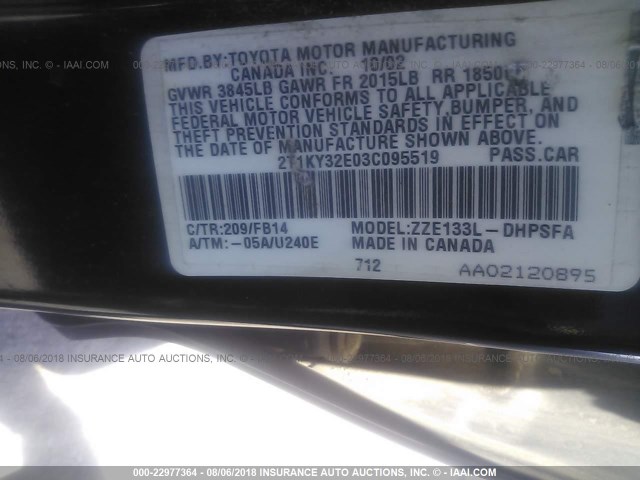 MFD.BY:TOYOTA MOTOR MANUFACTURING
CANADA INC. 10/02
GVWR 3845LB GAWR FR 2015LB RR 1850LB
THIS VEHICLE CONFORMS TO ALL APPLICABLE
FEDERAL MOTOR VEHICLE SAFETY,BUMPER, AND
THEFT PREVENTION STANDARDS IN EFFECT ON
THE DATE OF MANUFACTURE SHOWN ABOVE.
2T1KY32E03C095519 PASS.CAR
C/TR:209/FB14 MODEL:ZZE133L-DHPSFA
A/TM:-05A/U240E MADE IN CANADA
712 AA02120895
000-22977364 - 08/06/2018 - INSURANCE AUTO AUCTIONS, INC. - © - IAAI.COM